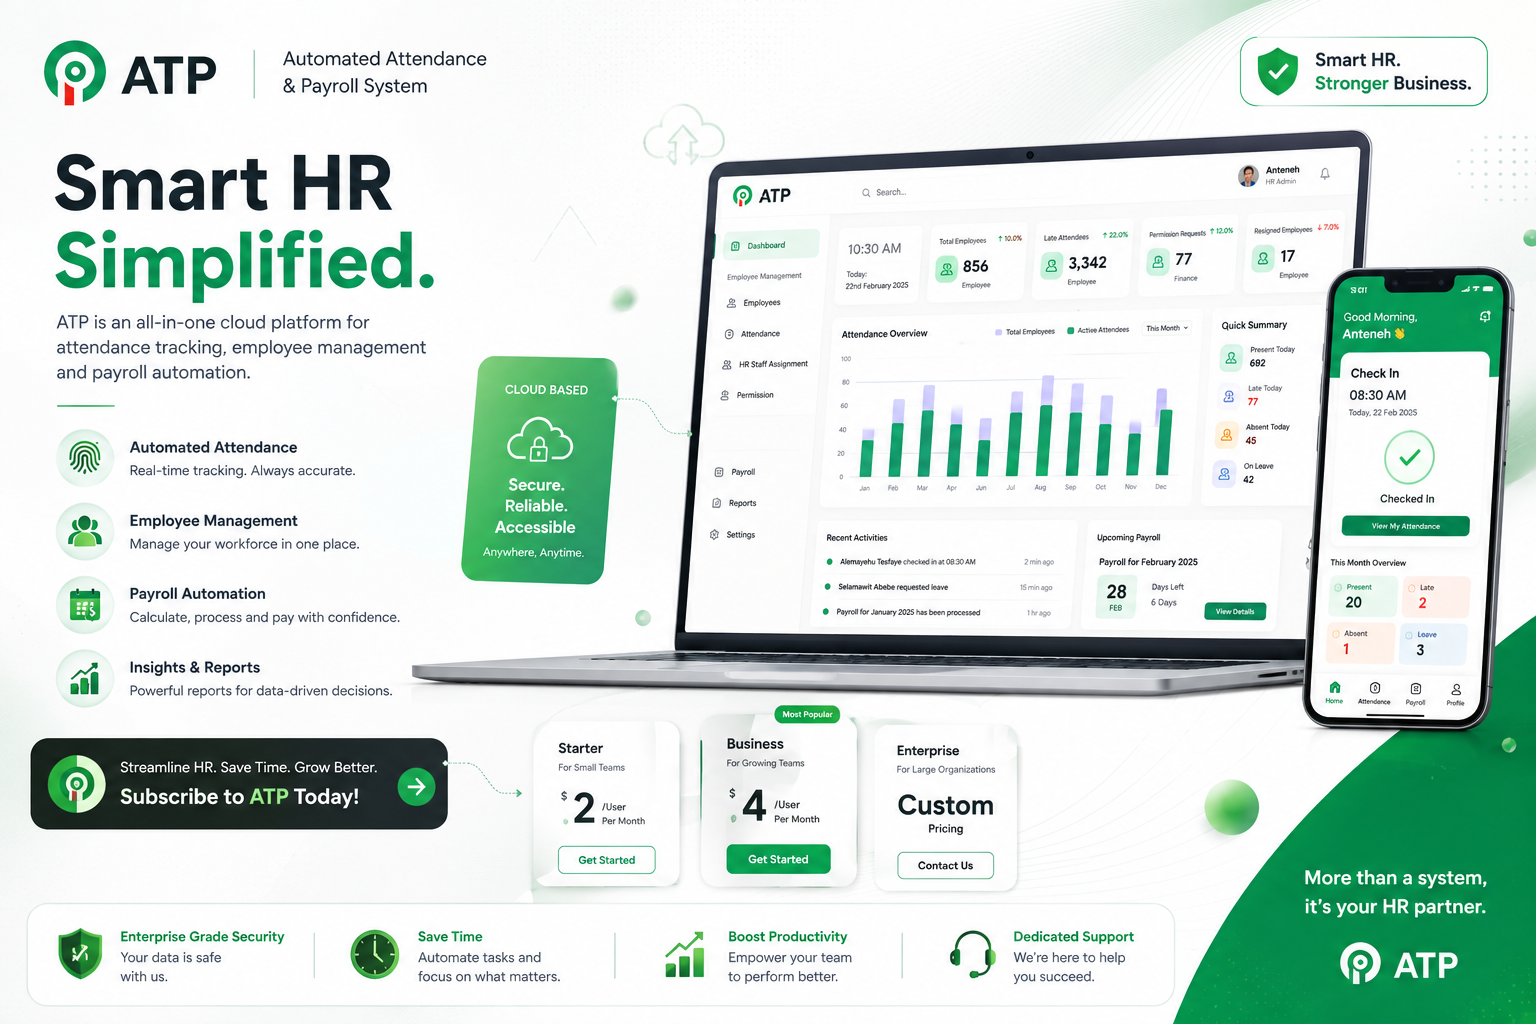 ATP
Automated Attendance
& Payroll System
Smart HR.
Stronger Business.
Smart HR
Simplified.
ATP is an all-in-one cloud platform for
attendance tracking, employee management
and payroll automation.
Automated Attendance
Real-time tracking. Always accurate.
Employee Management
Manage your workforce in one place.
Payroll Automation
Calculate, process and pay with confidence.
Insights & Reports
Powerful reports for data-driven decisions.
CLOUD BASED
Secure.
Reliable.
Accessible
Anywhere, Anytime.
ATP
Search...
Anteneh
HR Admin
Dashboard
Employee Management
Employees
Attendance
HR Staff Assignment
Permission
Payroll
Reports
Settings
10:30 AM
Today:
22nd February 2025
Total Employees ↑ 10.0%
856
Employee
Late Attendees ↑ 22.0%
3,342
Employee
Permission Requests ↑ 12.0%
77
Finance
Resigned Employees ↓ 7.0%
17
Employee
Attendance Overview
Total Employees
Active Attendees
This Month
100
80
60
40
20
0
Jan Feb Mar Apr Jun Jul Aug Sep Oct Nov Dec
Quick Summary
Present Today
692
Late Today
77
Absent Today
45
On Leave
42
Recent Activities
Alemayehu Tesfaye checked in at 08:30 AM 2 min ago
Selamawit Abebe requested leave 15 min ago
Payroll for January 2025 has been processed 1 hr ago
Upcoming Payroll
Payroll for February 2025
28
FEB
Days Left
6 Days
View Details
Good Morning,
Anteneh 👋
Check In
08:30 AM
Today, 22 Feb 2025
Checked In
View My Attendance
This Month Overview
Present
20
Late
2
Absent
1
Leave
3
Home
Attendance
Payroll
Profile
Streamline HR. Save Time. Grow Better.
Subscribe to ATP Today!
Starter
For Small Teams
$ 2 /User
Per Month
Get Started
Most Popular
Business
For Growing Teams
$ 4 /User
Per Month
Get Started
Enterprise
For Large Organizations
Custom
Pricing
Contact Us
Enterprise Grade Security
Your data is safe
with us.
Save Time
Automate tasks and
focus on what matters.
Boost Productivity
Empower your team
to perform better.
Dedicated Support
We're here to help
you succeed.
More than a system,
it's your HR partner.
ATP